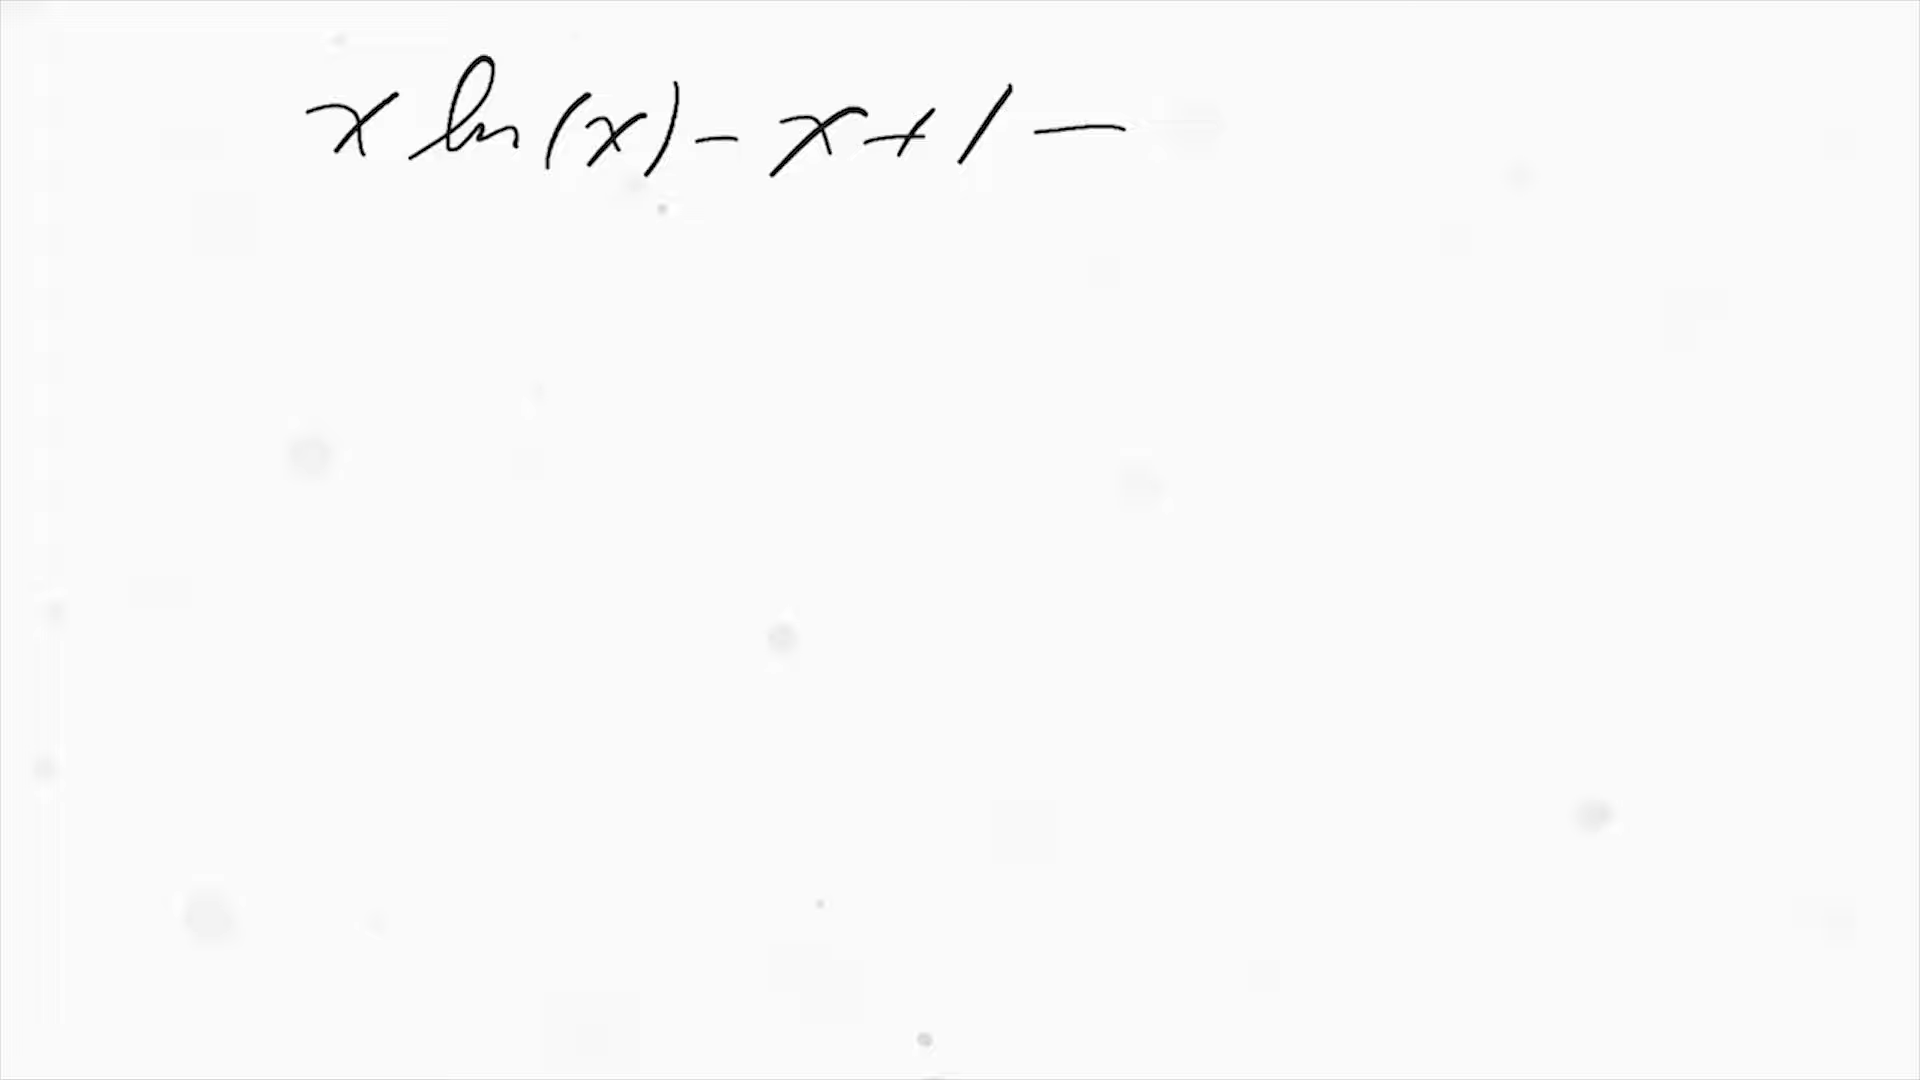 x ln(x) - x + 1 —